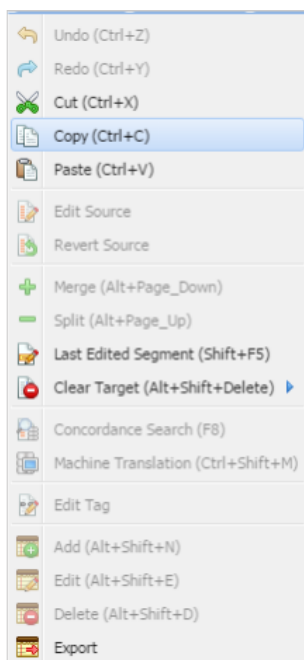 Undo (Ctrl+Z)
Redo (Ctrl+Y)
Cut (Ctrl+X)
Copy (Ctrl+C)
Paste (Ctrl+V)
Edit Source
Revert Source
Merge (Alt+Page_Down)
Split (Alt+Page_Up)
Last Edited Segment (Shift+F5)
Clear Target (Alt+Shift+Delete)
Concordance Search (F8)
Machine Translation (Ctrl+Shift+M)
Edit Tag
Add (Alt+Shift+N)
Edit (Alt+Shift+E)
Delete (Alt+Shift+D)
Export